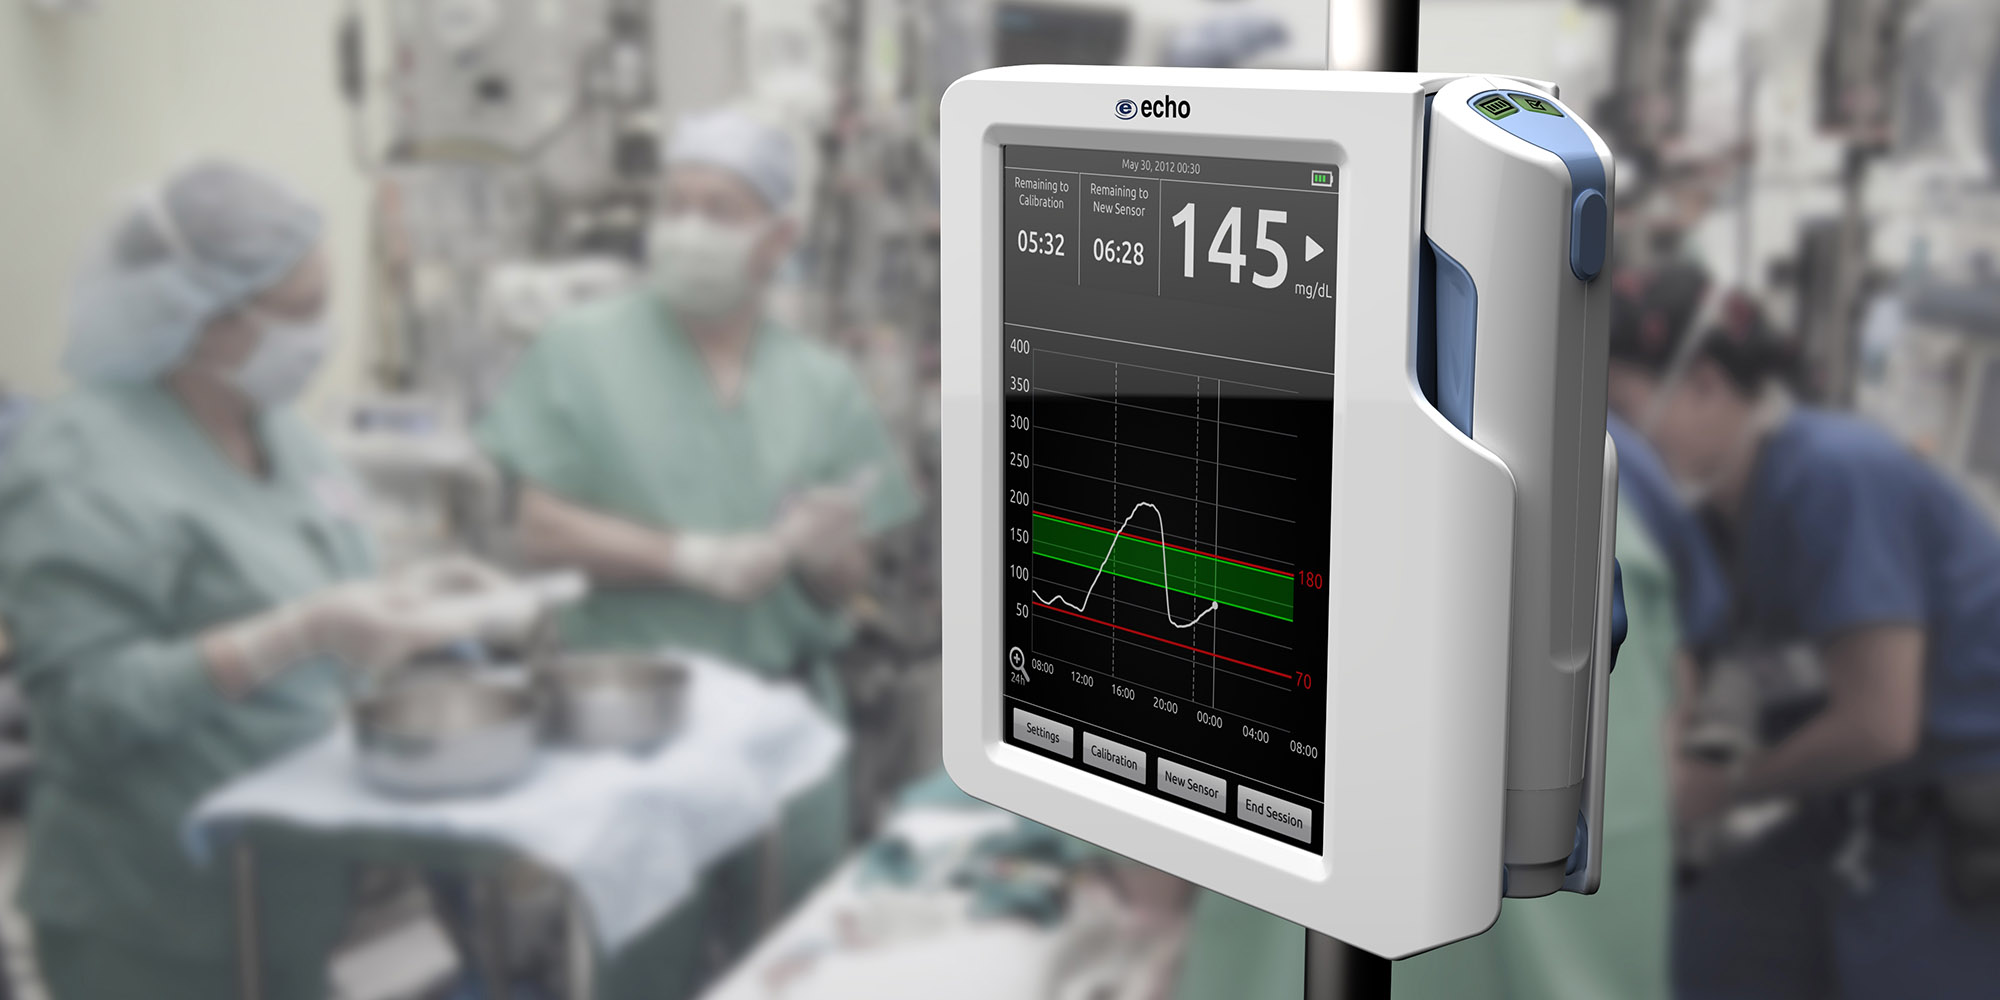 echo
May 30, 2012 00:30
Remaining to
Calibration
05:32
Remaining to
New Sensor
06:28
145
mg/dL
400
350
300
250
200
150
100
50
180
70
24h
08:00
12:00
16:00
20:00
00:00
04:00
08:00
Settings
Calibration
New Sensor
End Session